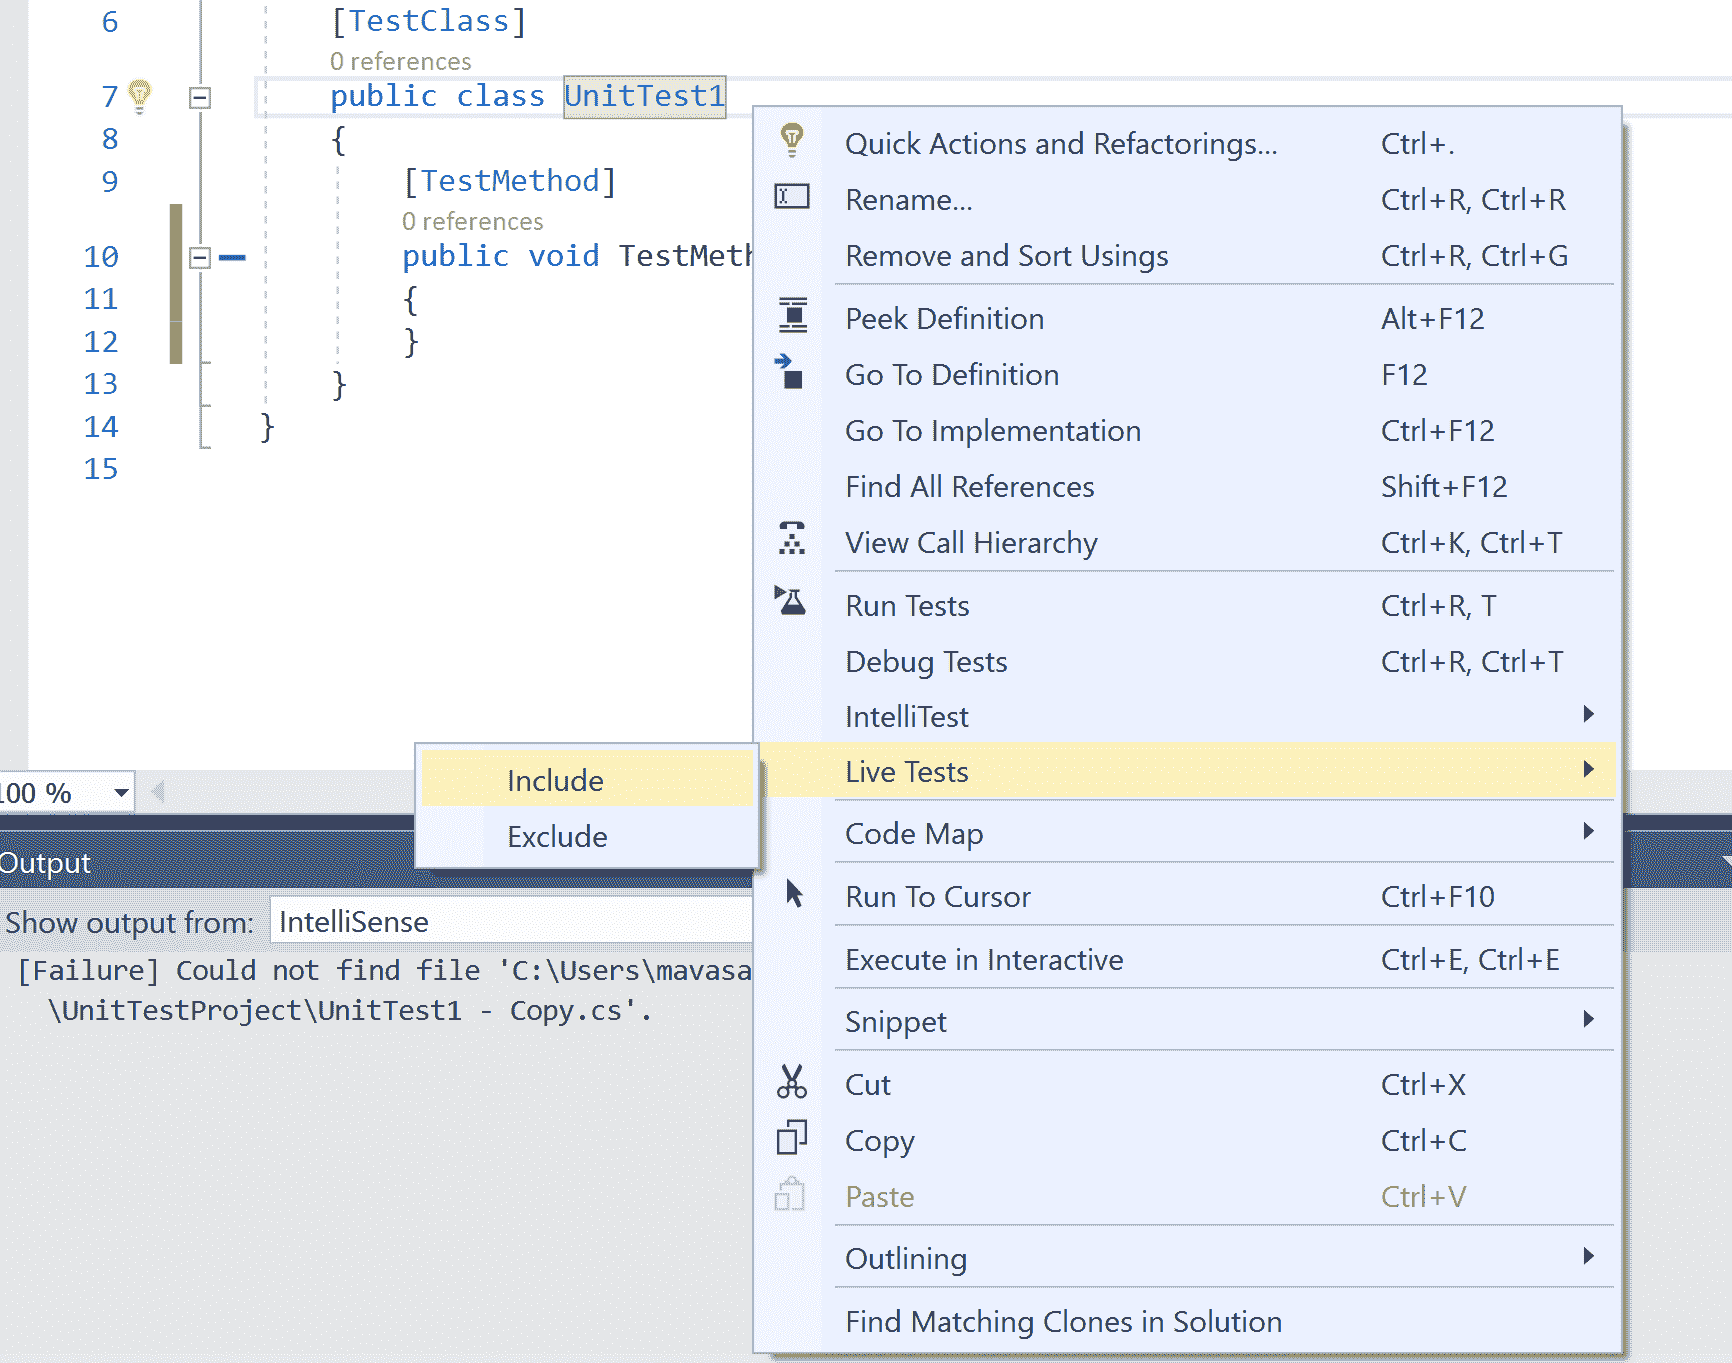 6 [TestClass]
0 references
7 public class UnitTest1
8 {
9 [TestMethod]
0 references
10 public void TestMeth
11 {
12 }
13 }
14 }
15
Quick Actions and Refactorings... Ctrl+.
Rename... Ctrl+R, Ctrl+R
Remove and Sort Usings Ctrl+R, Ctrl+G
Peek Definition Alt+F12
Go To Definition F12
Go To Implementation Ctrl+F12
Find All References Shift+F12
View Call Hierarchy Ctrl+K, Ctrl+T
Run Tests Ctrl+R, T
Debug Tests Ctrl+R, Ctrl+T
IntelliTest
Live Tests
Include
Exclude
Code Map
Run To Cursor Ctrl+F10
Execute in Interactive Ctrl+E, Ctrl+E
Snippet
Cut Ctrl+X
Copy Ctrl+C
Paste Ctrl+V
Outlining
Find Matching Clones in Solution
100 %
Output
Show output from: IntelliSense
[Failure] Could not find file 'C:\Users\mavasa
\UnitTestProject\UnitTest1 - Copy.cs'.